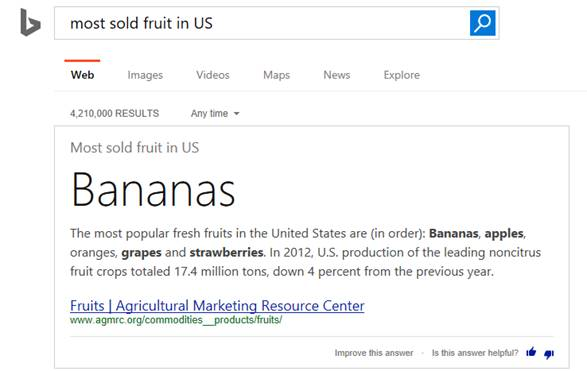 most sold fruit in US
Web Images Videos Maps News Explore
4,210,000 RESULTS Any time
Most sold fruit in US
Bananas
The most popular fresh fruits in the United States are (in order): Bananas, apples,
oranges, grapes and strawberries. In 2012, U.S. production of the leading noncitrus
fruit crops totaled 17.4 million tons, down 4 percent from the previous year.
Fruits | Agricultural Marketing Resource Center
www.agmrc.org/commodities__products/fruits/
Improve this answer · Is this answer helpful?